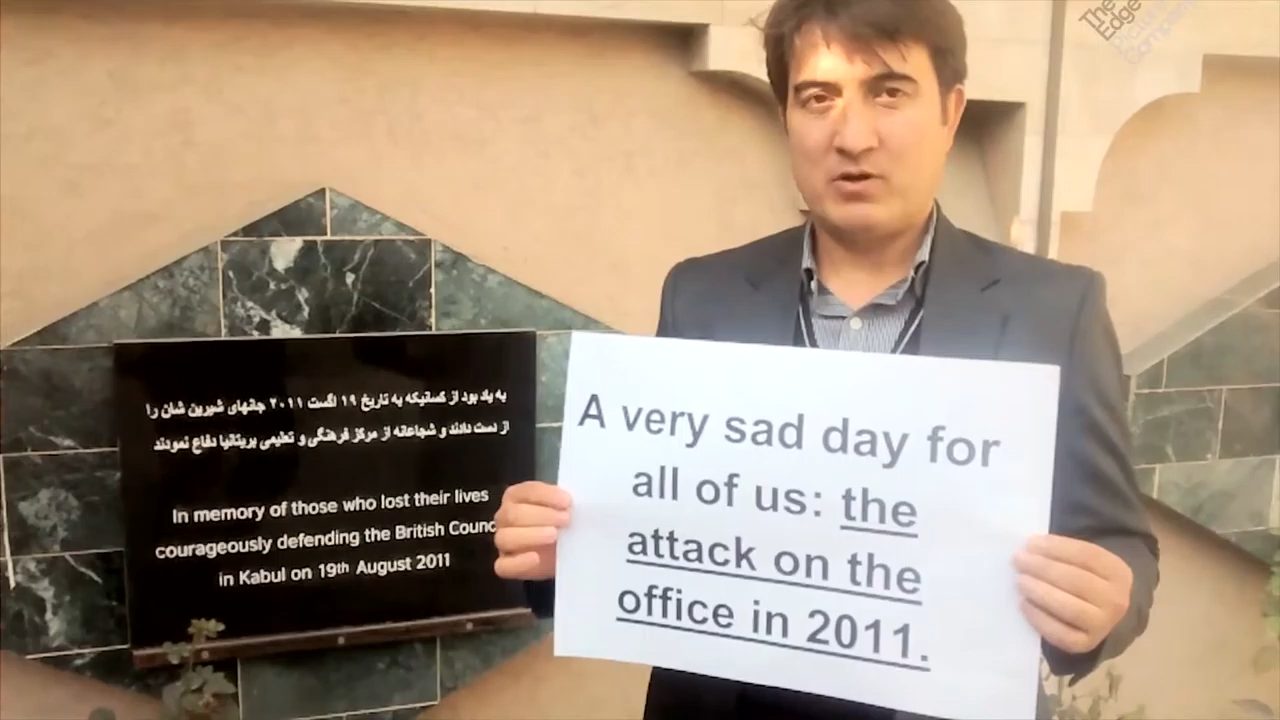 The Edge
Picture
Company
به یاد بود از کسانیکه به تاریخ ۱۹ اگست ۲۰۱۱ جانهای شیرین شان را
از دست دادند و شجاعانه از مرکز فرهنگی و تعلیمی بریتانیا دفاع نمودند
In memory of those who lost their lives
courageously defending the British Counc
in Kabul on 19th August 2011
A very sad day for
all of us: the
attack on the
office in 2011.